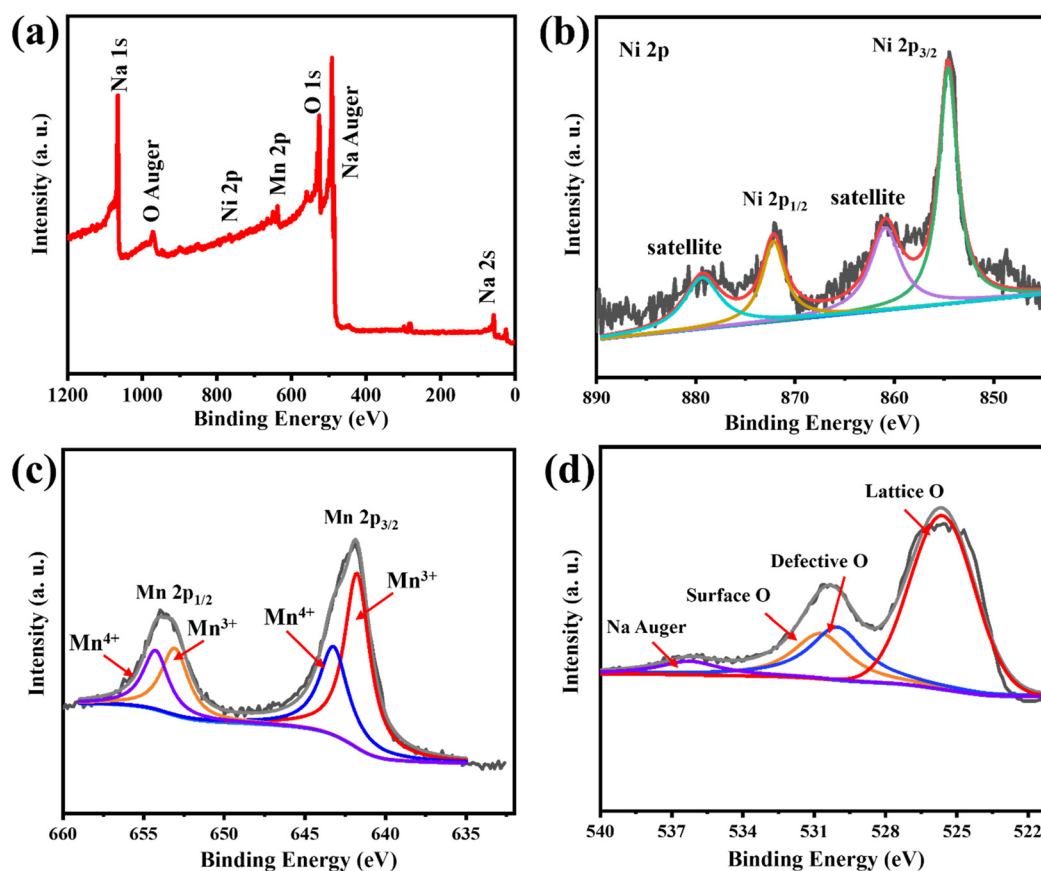 (a)
Na 1s
O Auger
Ni 2p
Mn 2p
O 1s
Na Auger
Na 2s
Intensity (a. u.)
1200 1000 800 600 400 200 0
Binding Energy (eV)
(b)
Ni 2p
Ni 2p3/2
Ni 2p1/2
satellite
satellite
Intensity (a. u.)
890 880 870 860 850
Binding Energy (eV)
(c)
Mn 2p3/2
Mn 2p1/2
Mn4+
Mn3+
Mn4+
Mn3+
Intensity (a. u.)
660 655 650 645 640 635
Binding Energy (eV)
(d)
Lattice O
Defective O
Surface O
Na Auger
Intensity (a. u.)
540 537 534 531 528 525 522
Binding Energy (eV)